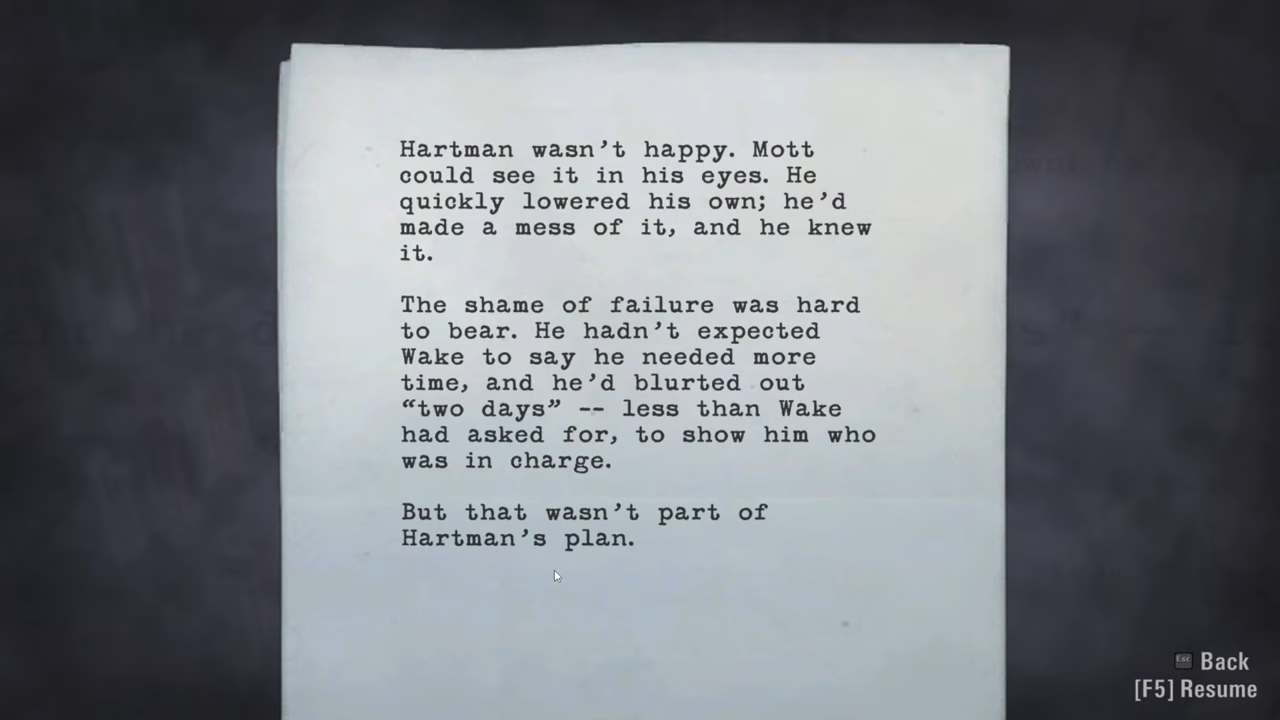 Hartman wasn’t happy. Mott
could see it in his eyes. He
quickly lowered his own; he’d
made a mess of it, and he knew
it.
The shame of failure was hard
to bear. He hadn’t expected
Wake to say he needed more
time, and he’d blurted out
“two days” -- less than Wake
had asked for, to show him who
was in charge.
But that wasn’t part of
Hartman’s plan.
Esc Back
[F5] Resume